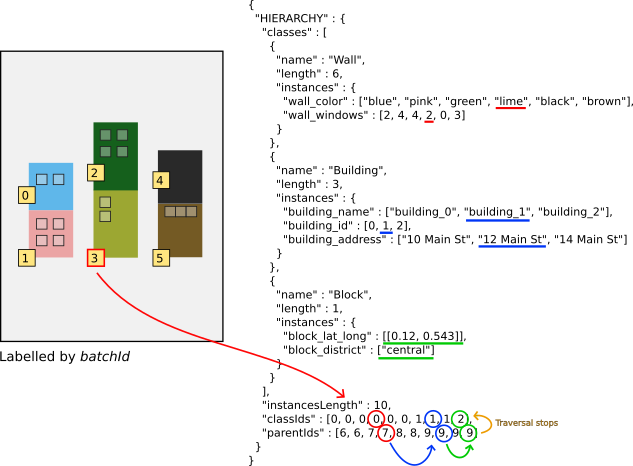 {
"HIERARCHY" : {
"classes" : [
{
"name" : "Wall",
"length" : 6,
"instances" : {
"wall_color" : ["blue", "pink", "green", "lime", "black", "brown"],
"wall_windows" : [2, 4, 4, 2, 0, 3]
}
},
{
"name" : "Building",
"length" : 3,
"instances" : {
"building_name" : ["building_0", "building_1", "building_2"],
"building_id" : [0, 1, 2],
"building_address" : ["10 Main St", "12 Main St", "14 Main St"]
}
},
{
"name" : "Block",
"length" : 1,
"instances" : {
"block_lat_long" : [[0.12, 0.543]],
"block_district" : ["central"]
}
}
],
"instancesLength" : 10,
"classIds" : [0, 0, 0, 0, 0, 0, 1, 1, 1, 2],
"parentIds" : [6, 6, 7, 7, 8, 8, 9, 9, 9, 9]
}
}
Traversal stops
0
1
2
3
4
5
Labelled by batchId